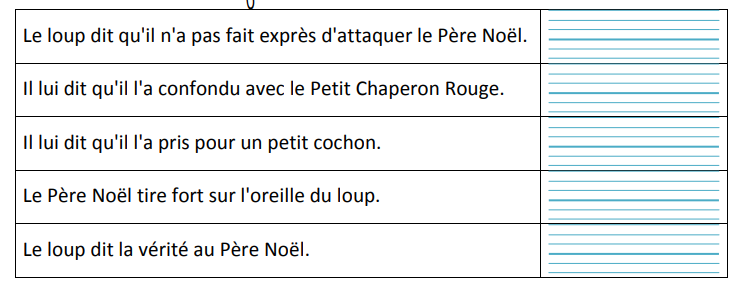 Le loup dit qu'il n'a pas fait exprès d'attaquer le Père Noël.
Il lui dit qu'il l'a confondu avec le Petit Chaperon Rouge.
Il lui dit qu'il l'a pris pour un petit cochon.
Le Père Noël tire fort sur l'oreille du loup.
Le loup dit la vérité au Père Noël.